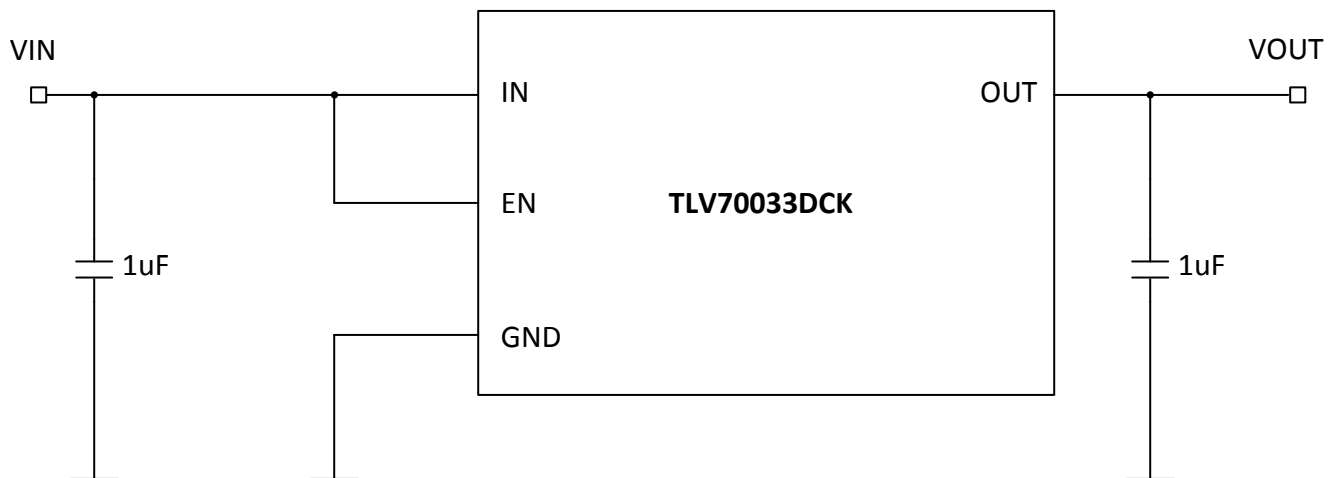 VIN
VOUT
IN
OUT
EN
TLV70033DCK
1uF
1uF
GND